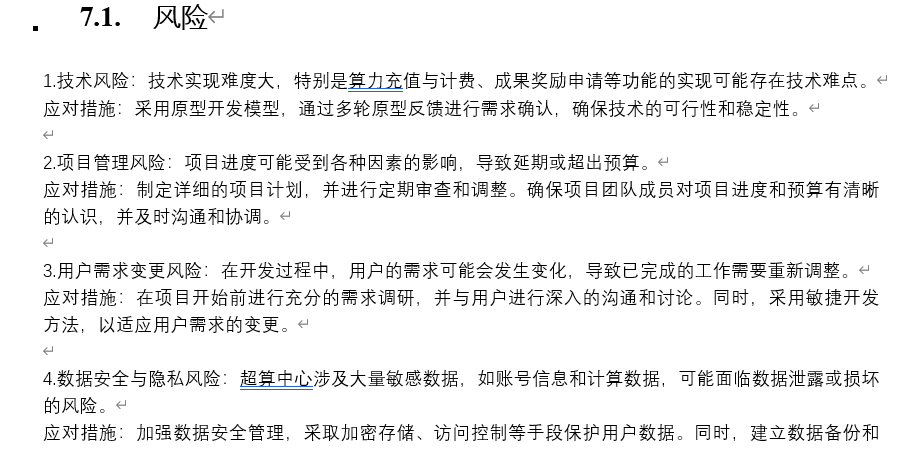 7.1. 风险
1.技术风险：技术实现难度大，特别是算力充值与计费、成果奖励申请等功能的实现可能存在技术难点。
应对措施：采用原型开发模型，通过多轮原型反馈进行需求确认，确保技术的可行性和稳定性。
2.项目管理风险：项目进度可能受到各种因素的影响，导致延期或超出预算。
应对措施：制定详细的项目计划，并进行定期审查和调整。确保项目团队成员对项目进度和预算有清晰
的认识，并及时沟通和协调。
3.用户需求变更风险：在开发过程中，用户的需求可能会发生变化，导致已完成的工作需要重新调整。
应对措施：在项目开始前进行充分的需求调研，并与用户进行深入的沟通和讨论。同时，采用敏捷开发
方法，以适应用户需求的变更。
4.数据安全与隐私风险：超算中心涉及大量敏感数据，如账号信息和计算数据，可能面临数据泄露或损坏
的风险。
应对措施：加强数据安全管理，采取加密存储、访问控制等手段保护用户数据。同时，建立数据备份和